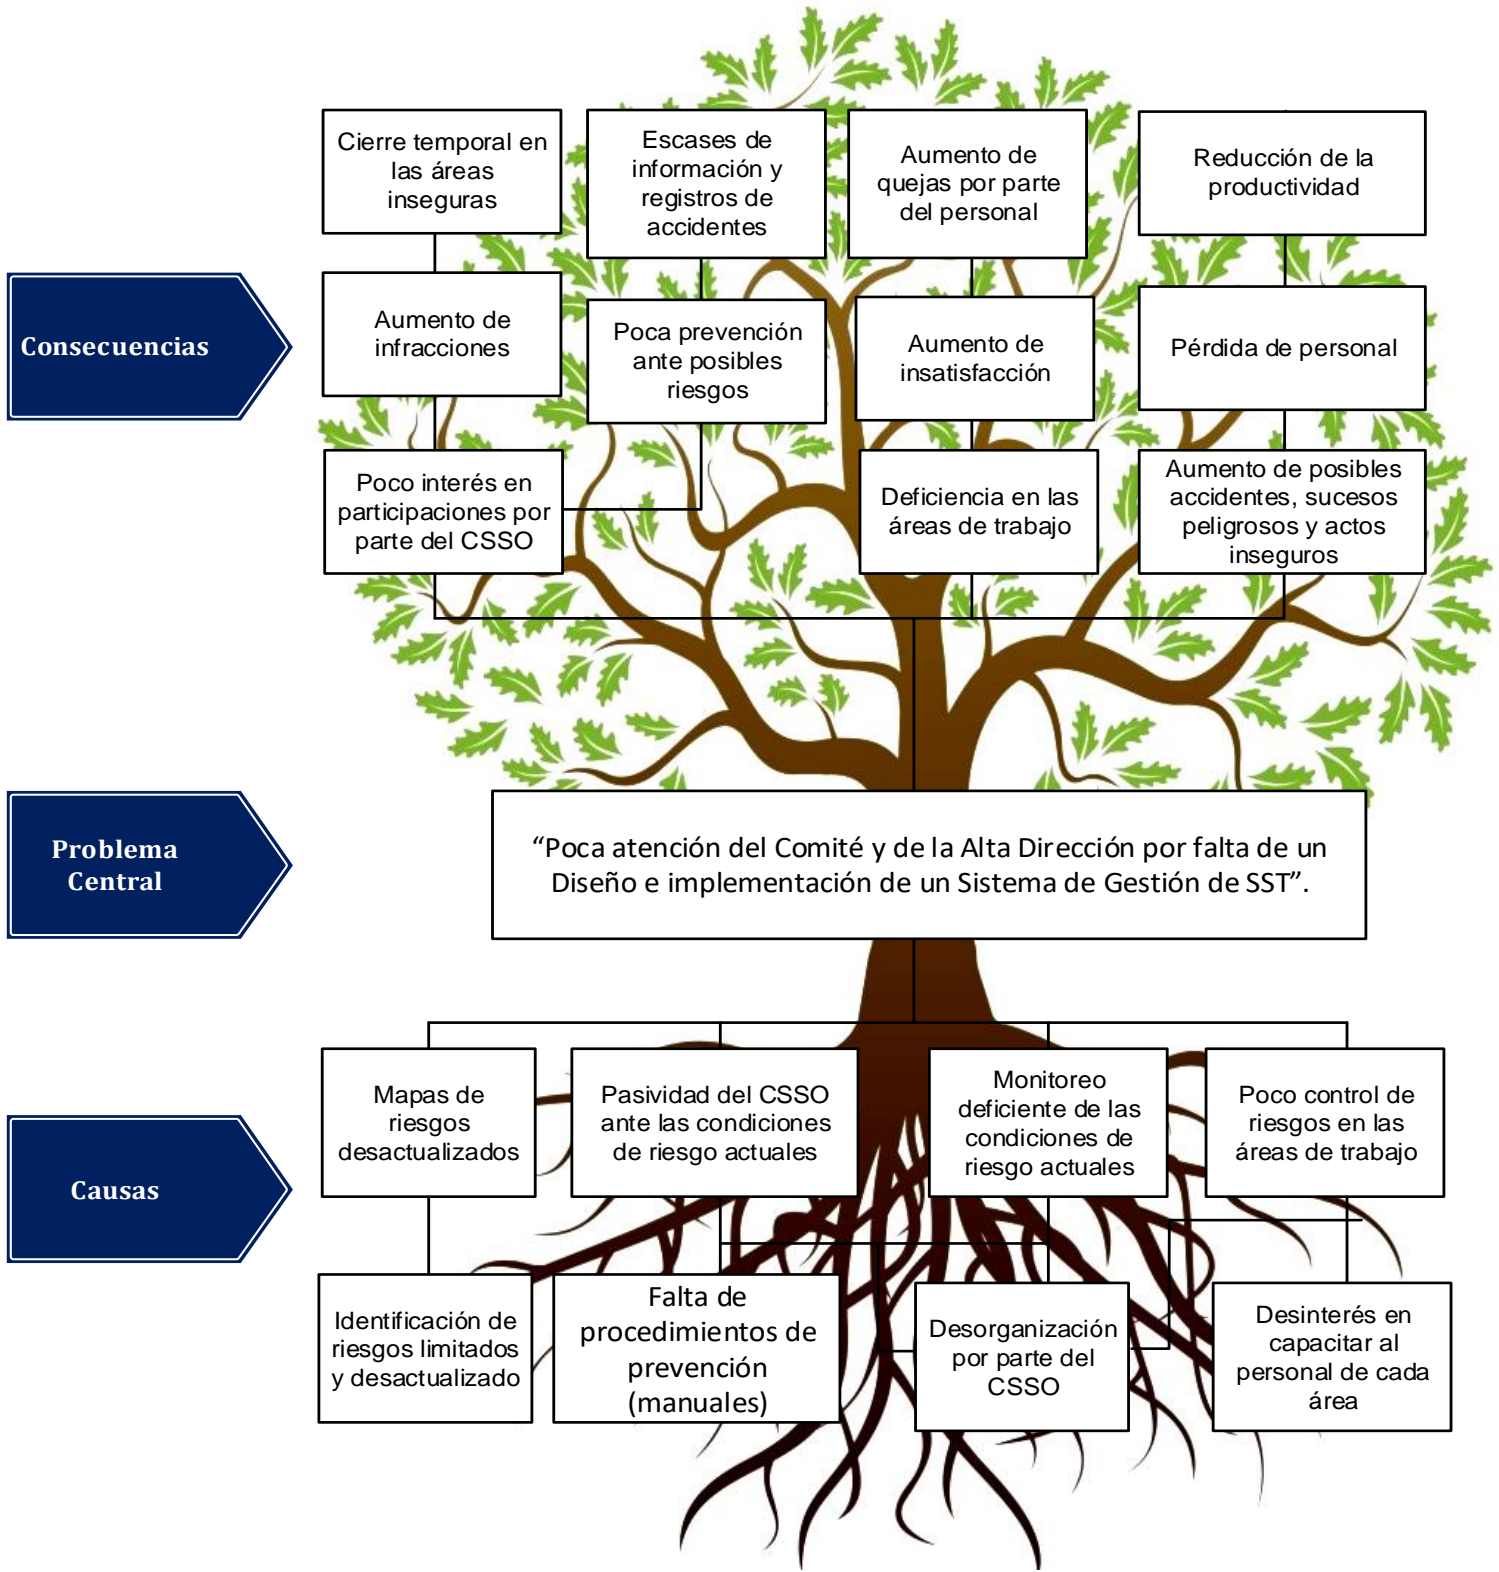 Cierre temporal en
las áreas
inseguras
Escases de
información y
registros de
accidentes
Aumento de
quejas por parte
del personal
Reducción de la
productividad
Consecuencias
Aumento de
infracciones
Poca prevención
ante posibles
riesgos
Aumento de
insatisfacción
Pérdida de personal
Poco interés en
participaciones por
parte del CSSO
Deficiencia en las
áreas de trabajo
Aumento de posibles
accidentes, sucesos
peligrosos y actos
inseguros
Problema
Central
“Poca atención del Comité y de la Alta Dirección por falta de un
Diseño e implementación de un Sistema de Gestión de SST”.
Causas
Mapas de
riesgos
desactualizados
Pasividad del CSSO
ante las condiciones
de riesgo actuales
Monitoreo
deficiente de las
condiciones de
riesgo actuales
Poco control de
riesgos en las
áreas de trabajo
Identificación de
riesgos limitados
y desactualizado
Falta de
procedimientos de
prevención
(manuales)
Desorganización
por parte del
CSSO
Desinterés en
capacitar al
personal de cada
área